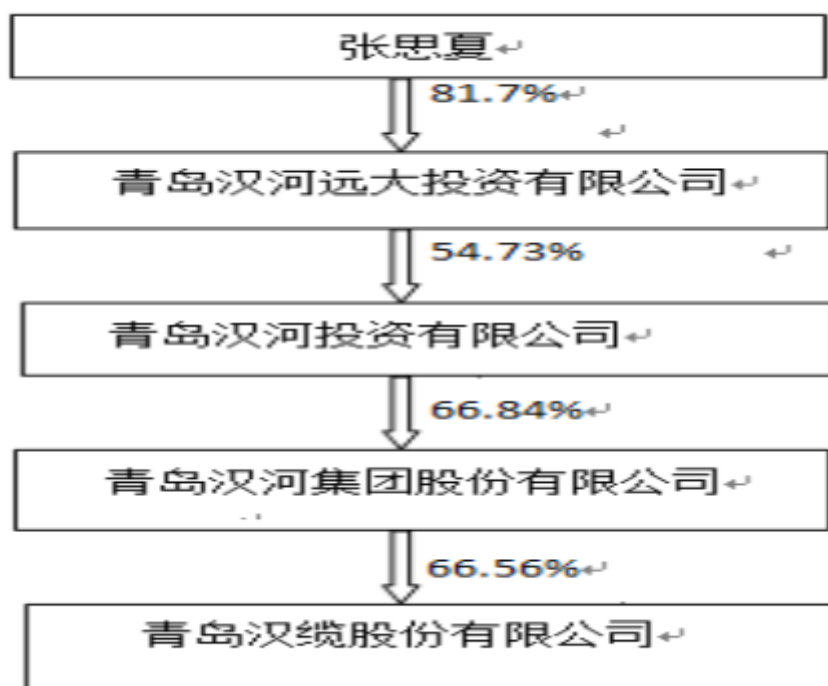 张思夏
81.7%
青岛汉河远大投资有限公司
54.73%
青岛汉河投资有限公司
66.84%
青岛汉河集团股份有限公司
66.56%
青岛汉缆股份有限公司